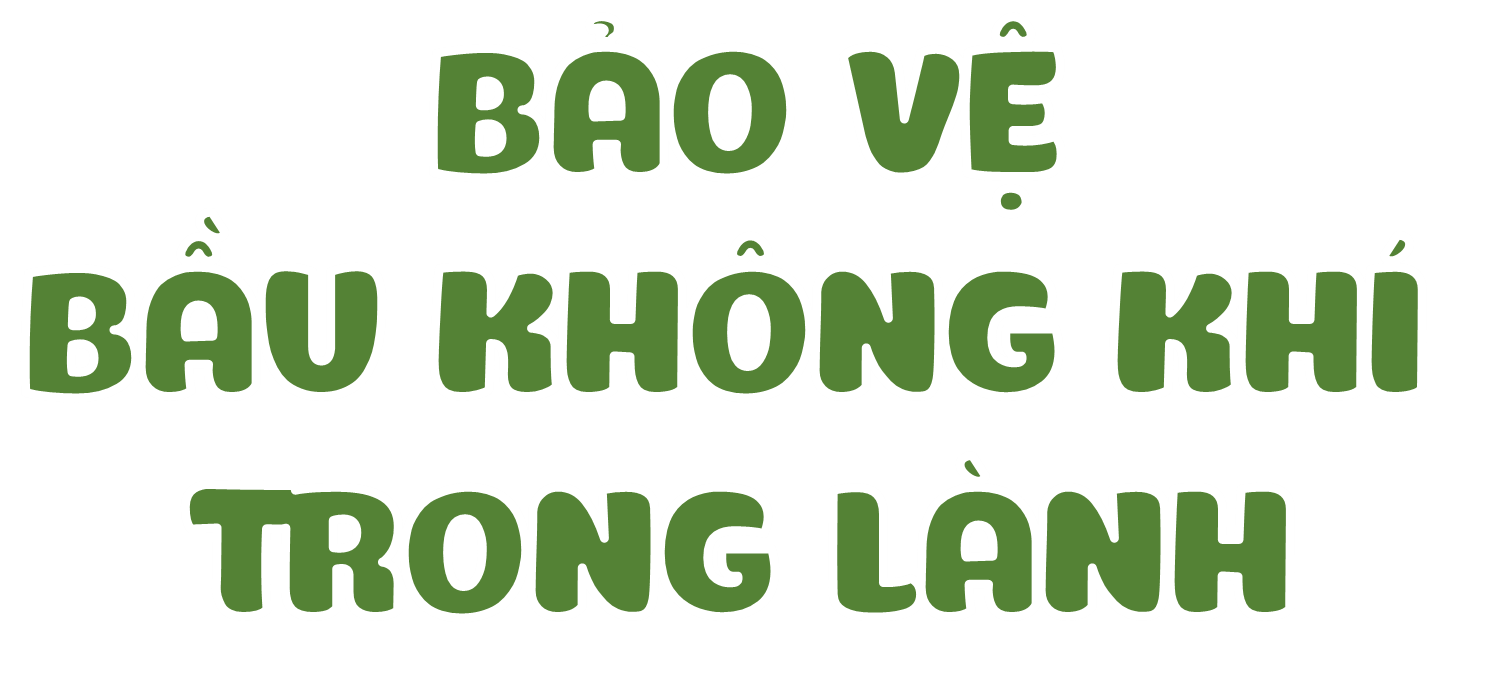 BẢO VỆ
BẦU KHÔNG KHÍ
TRONG LÀNH